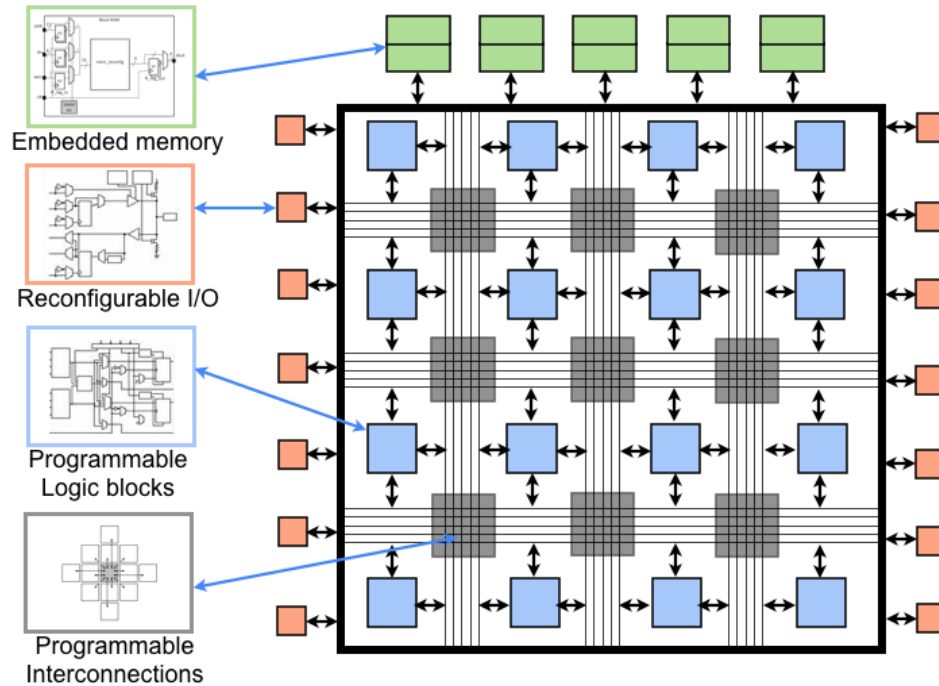 Embedded memory
Reconfigurable I/O
Programmable
Logic blocks
Programmable
Interconnections